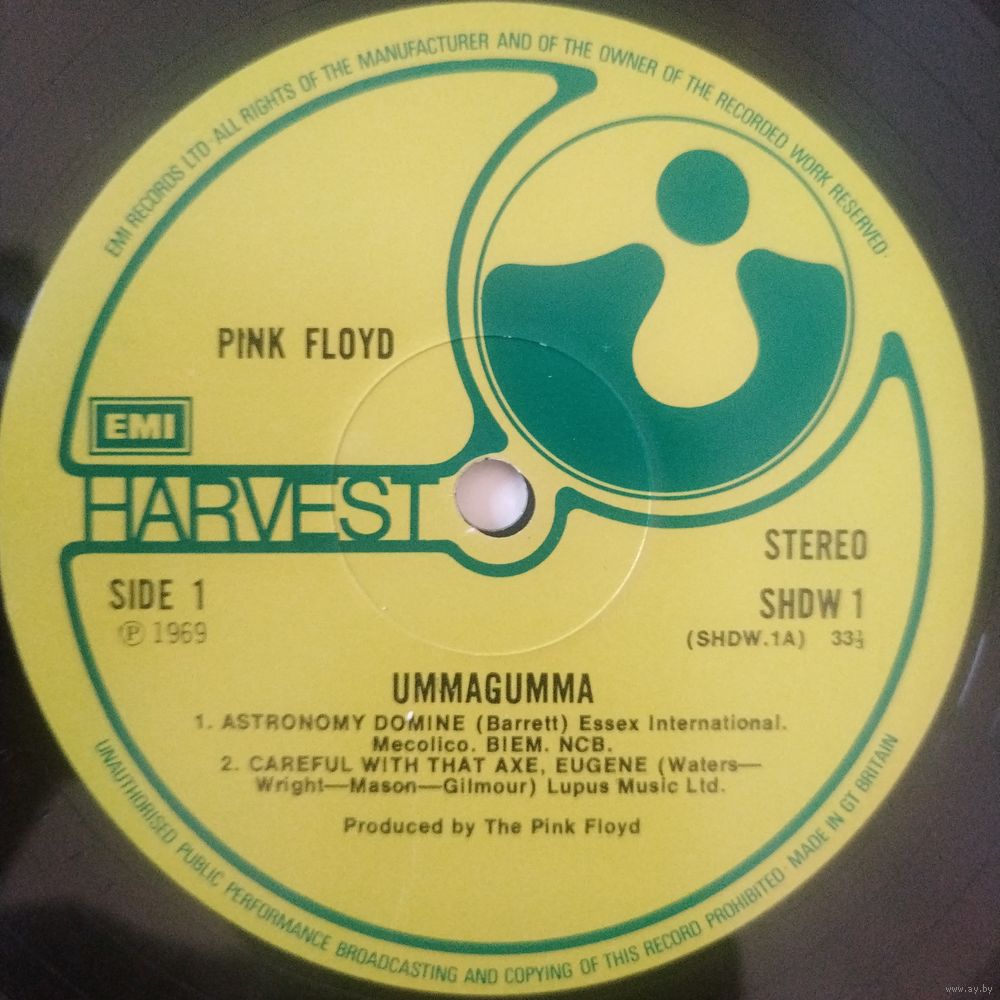 EMI RECORDS LTD · ALL RIGHTS OF THE MANUFACTURER AND OF THE OWNER OF THE RECORDED WORK RESERVED ·
PINK FLOYD
EMI
HARVEST
STEREO
SIDE 1
SHDW 1
℗ 1969
(SHDW.1A) 33⅓
UMMAGUMMA
1. ASTRONOMY DOMINE (Barrett) Essex International.
Mecolico. BIEM. NCB.
2. CAREFUL WITH THAT AXE, EUGENE (Waters—
Wright—Mason—Gilmour) Lupus Music Ltd.
Produced by The Pink Floyd
UNAUTHORISED PUBLIC PERFORMANCE BROADCASTING AND COPYING OF THIS RECORD PROHIBITED · MADE IN GT BRITAIN
www.ay.by